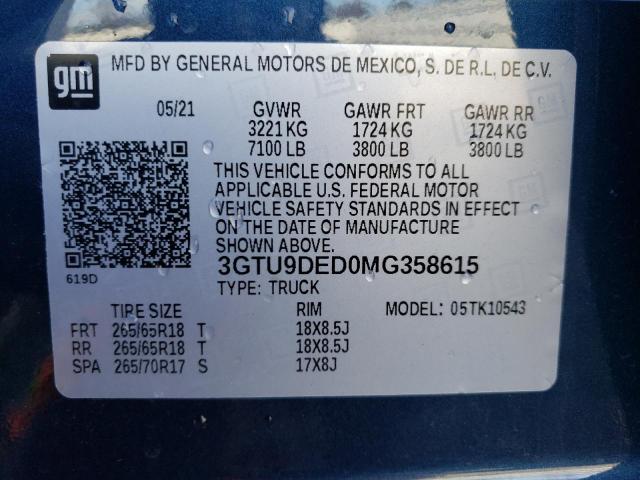 gm
MFD BY GENERAL MOTORS DE MEXICO, S. DE R.L. DE C.V.
05/21 GVWR GAWR FRT GAWR RR
3221 KG 1724 KG 1724 KG
7100 LB 3800 LB 3800 LB
THIS VEHICLE CONFORMS TO ALL
APPLICABLE U.S. FEDERAL MOTOR
VEHICLE SAFETY STANDARDS IN EFFECT
ON THE DATE OF MANUFACTURE
SHOWN ABOVE.
619D
3GTU9DED0MG358615
TYPE: TRUCK
TIRE SIZE RIM MODEL: 05TK10543
FRT 265/65R18 T 18X8.5J
RR 265/65R18 T 18X8.5J
SPA 265/70R17 S 17X8J